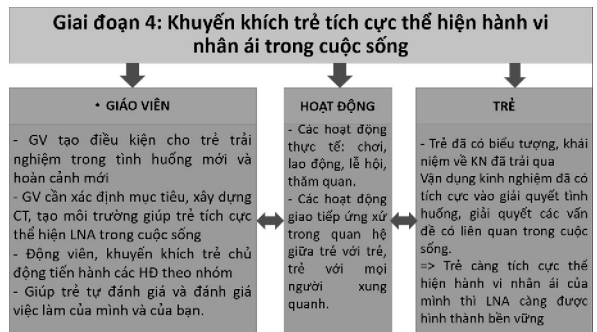 Giai đoạn 4: Khuyến khích trẻ tích cực thể hiện hành vi
nhân ái trong cuộc sống
• GIÁO VIÊN
- GV tạo điều kiện cho trẻ trải
nghiệm trong tình huống mới và
hoàn cảnh mới
- GV cần xác định mục tiêu, xây dựng
CT, tạo môi trường giúp trẻ tích cực
thể hiện LNA trong cuộc sống
- Động viên, khuyến khích trẻ chủ
động tiến hành các HĐ theo nhóm
- Giúp trẻ tự đánh giá và đánh giá
việc làm của mình và của bạn.
HOẠT ĐỘNG
- Các hoạt động
thực tế: chơi,
lao động, lễ hội,
thăm quan.
- Các hoạt động
giao tiếp ứng xử
trong quan hệ
giữa trẻ với trẻ,
trẻ với mọi
người xung
quanh.
TRẺ
- Trẻ đã có biểu tượng, khái
niệm về KN đã trải qua
Vận dụng kinh nghiệm đã có
tích cực vào giải quyết tình
huống, giải quyết các vấn
đề có liên quan trong cuộc
sống.
=> Trẻ càng tích cực thể
hiện hành vi nhân ái của
mình thì LNA càng được
hình thành bền vững